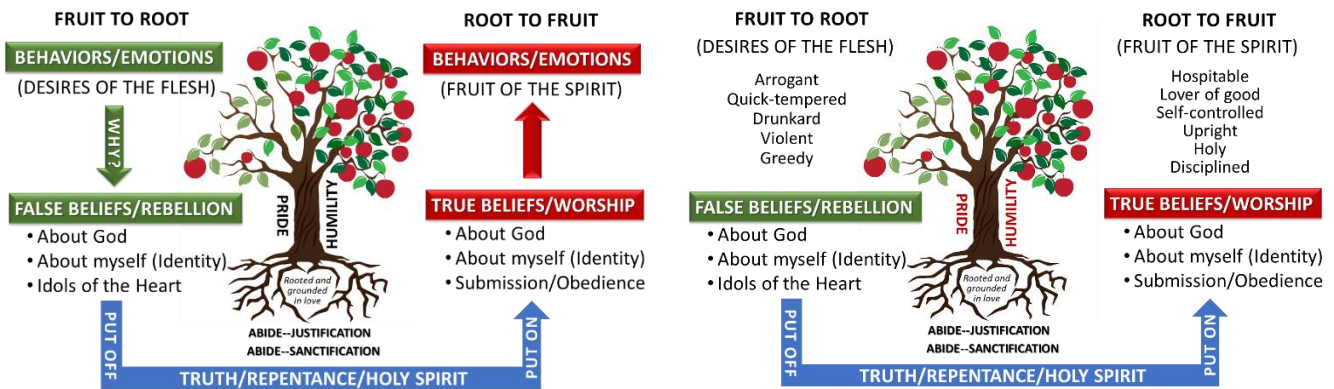 FRUIT TO ROOT
BEHAVIORS/EMOTIONS
(DESIRES OF THE FLESH)
WHY?
FALSE BELIEFS/REBELLION
• About God
• About myself (Identity)
• Idols of the Heart
PUT OFF
PRIDE
HUMILITY
Rooted and
grounded
in love
ABIDE--JUSTIFICATION
ABIDE--SANCTIFICATION
TRUTH/REPENTANCE/HOLY SPIRIT
ROOT TO FRUIT
BEHAVIORS/EMOTIONS
(FRUIT OF THE SPIRIT)
TRUE BELIEFS/WORSHIP
• About God
• About myself (Identity)
• Submission/Obedience
PUT ON
FRUIT TO ROOT
(DESIRES OF THE FLESH)
Arrogant
Quick-tempered
Drunkard
Violent
Greedy
FALSE BELIEFS/REBELLION
• About God
• About myself (Identity)
• Idols of the Heart
PUT OFF
PRIDE
HUMILITY
Rooted and
grounded
in love
ABIDE--JUSTIFICATION
ABIDE--SANCTIFICATION
TRUTH/REPENTANCE/HOLY SPIRIT
ROOT TO FRUIT
(FRUIT OF THE SPIRIT)
Hospitable
Lover of good
Self-controlled
Upright
Holy
Disciplined
TRUE BELIEFS/WORSHIP
• About God
• About myself (Identity)
• Submission/Obedience
PUT ON